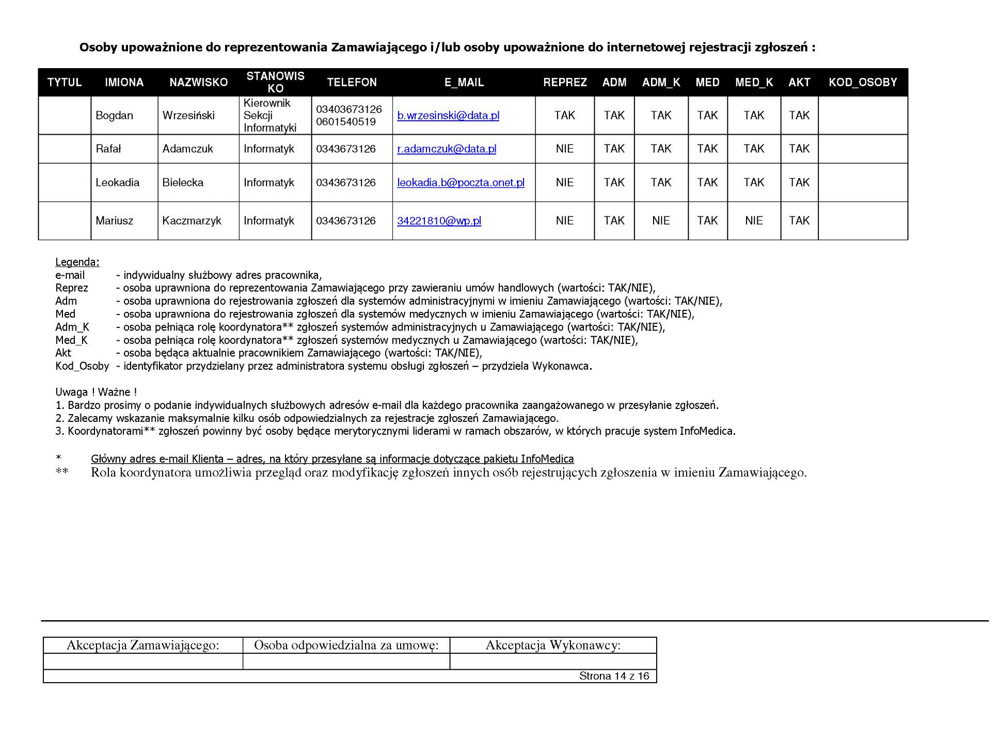 Osoby upoważnione do reprezentowania Zamawiającego i/lub osoby upoważnione do internetowej rejestracji zgłoszeń :
TYTUL IMIONA NAZWISKO STANOWIS KO TELEFON E_MAIL REPREZ ADM ADM_K MED MED_K AKT KOD_OSOBY
Bogdan Wrzesiński Kierownik Sekcji Informatyki 03403673126 0601540519 b.wrzesinski@data.pl TAK TAK TAK TAK TAK TAK
Rafał Adamczuk Informatyk 0343673126 r.adamczuk@data.pl NIE TAK TAK TAK TAK TAK
Leokadia Bielecka Informatyk 0343673126 leokadia.b@poczta.onet.pl NIE TAK TAK TAK TAK TAK
Mariusz Kaczmarzyk Informatyk 0343673126 34221810@wp.pl NIE TAK NIE TAK NIE TAK
Legenda:
e-mail - indywidualny służbowy adres pracownika,
Reprez - osoba uprawniona do reprezentowania Zamawiającego przy zawieraniu umów handlowych (wartości: TAK/NIE),
Adm - osoba uprawniona do rejestrowania zgłoszeń dla systemów administracyjnymi w imieniu Zamawiającego (wartości: TAK/NIE),
Med - osoba uprawniona do rejestrowania zgłoszeń dla systemów medycznych w imieniu Zamawiającego (wartości: TAK/NIE),
Adm_K - osoba pełniąca rolę koordynatora** zgłoszeń systemów administracyjnych u Zamawiającego (wartości: TAK/NIE),
Med_K - osoba pełniąca rolę koordynatora** zgłoszeń systemów medycznych u Zamawiającego (wartości: TAK/NIE),
Akt - osoba będąca aktualnie pracownikiem Zamawiającego (wartości: TAK/NIE),
Kod_Osoby - identyfikator przydzielany przez administratora systemu obsługi zgłoszeń – przydziela Wykonawca.
Uwaga ! Ważne !
1. Bardzo prosimy o podanie indywidualnych służbowych adresów e-mail dla każdego pracownika zaangażowanego w przesyłanie zgłoszeń.
2. Zalecamy wskazanie maksymalnie kilku osób odpowiedzialnych za rejestracje zgłoszeń Zamawiającego.
3. Koordynatorami** zgłoszeń powinny być osoby będące merytorycznymi liderami w ramach obszarów, w których pracuje system InfoMedica.
* Główny adres e-mail Klienta – adres, na który przesyłane są informacje dotyczące pakietu InfoMedica
** Rola koordynatora umożliwia przegląd oraz modyfikację zgłoszeń innych osób rejestrujących zgłoszenia w imieniu Zamawiającego.
Akceptacja Zamawiającego: Osoba odpowiedzialna za umowę: Akceptacja Wykonawcy:
Strona 14 z 16